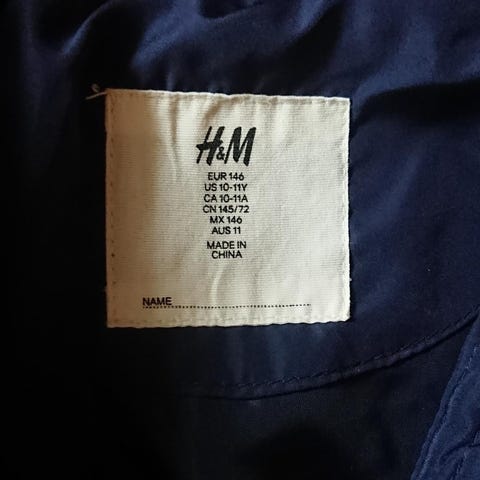 H&M
EUR 146
US 10-11Y
CA 10-11A
CN 145/72
MX 146
AUS 11
MADE IN
CHINA
NAME